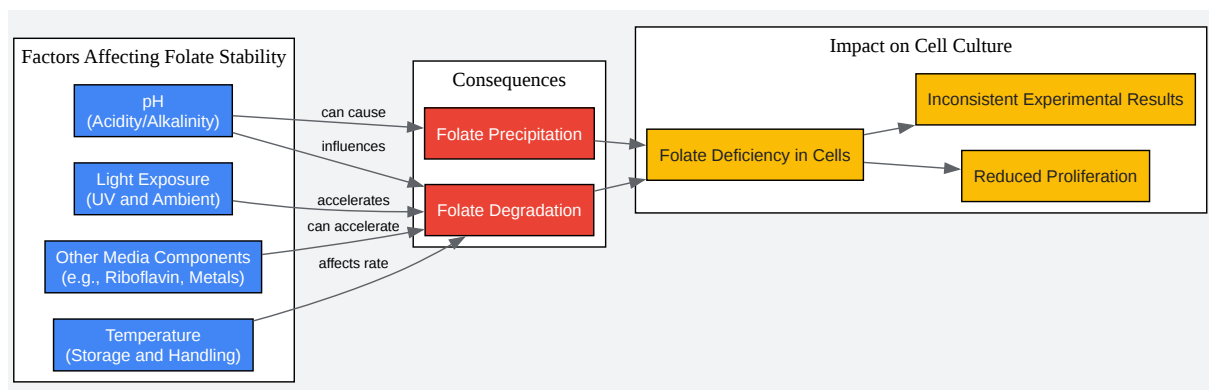 Factors Affecting Folate Stability
pH
(Acidity/Alkalinity)
Light Exposure
(UV and Ambient)
Other Media Components
(e.g., Riboflavin, Metals)
Temperature
(Storage and Handling)
can cause
influences
accelerates
can accelerate
affects rate
Consequences
Folate Precipitation
Folate Degradation
Impact on Cell Culture
Folate Deficiency in Cells
Inconsistent Experimental Results
Reduced Proliferation